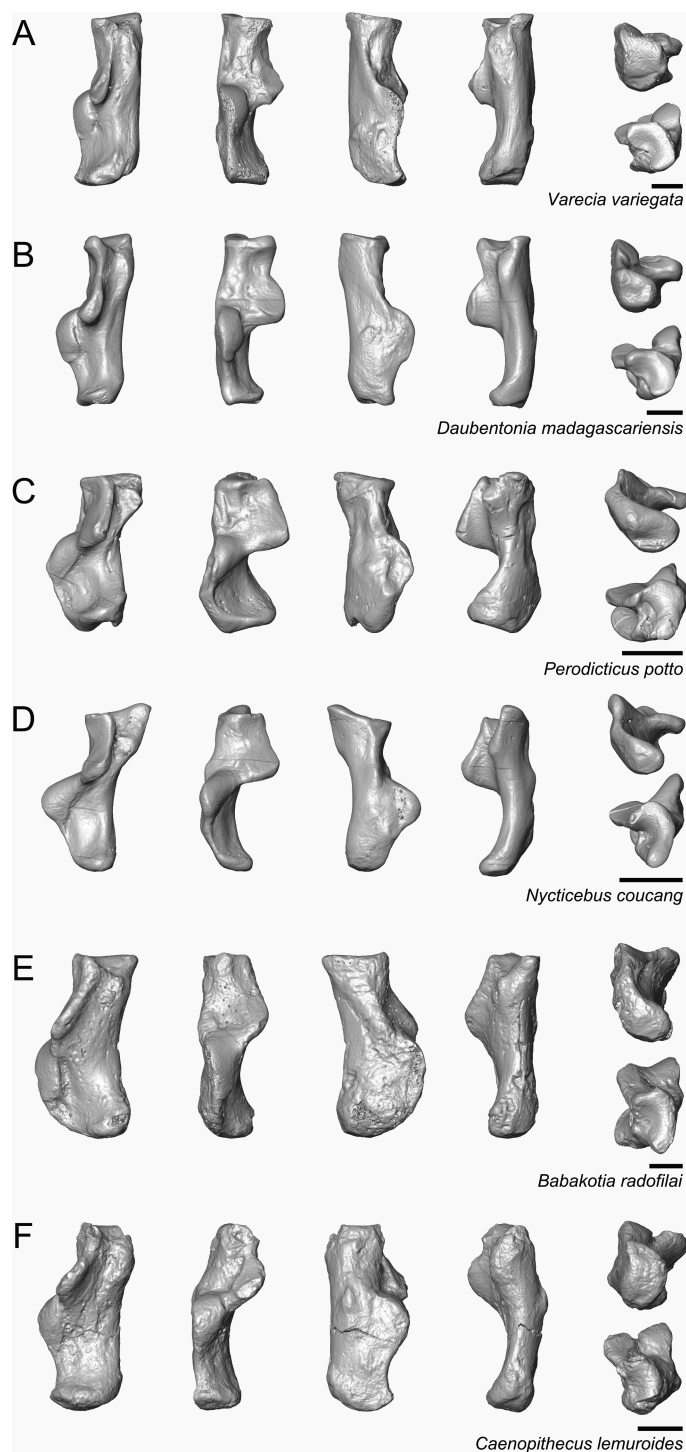 A
Varecia variegata
B
Daubentonia madagascariensis
C
Perodicticus potto
D
Nycticebus coucang
E
Babakotia radofilai
F
Caenopithecus lemuroides